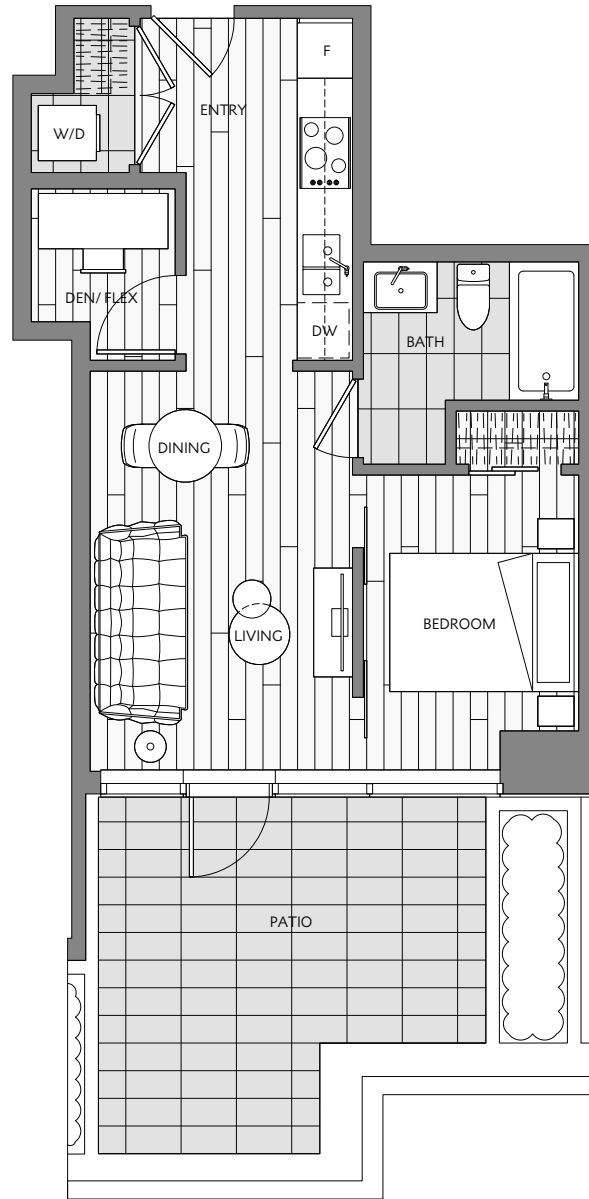 F
ENTRY
W/D
DEN/ FLEX
DW
BATH
DINING
BEDROOM
LIVING
PATIO